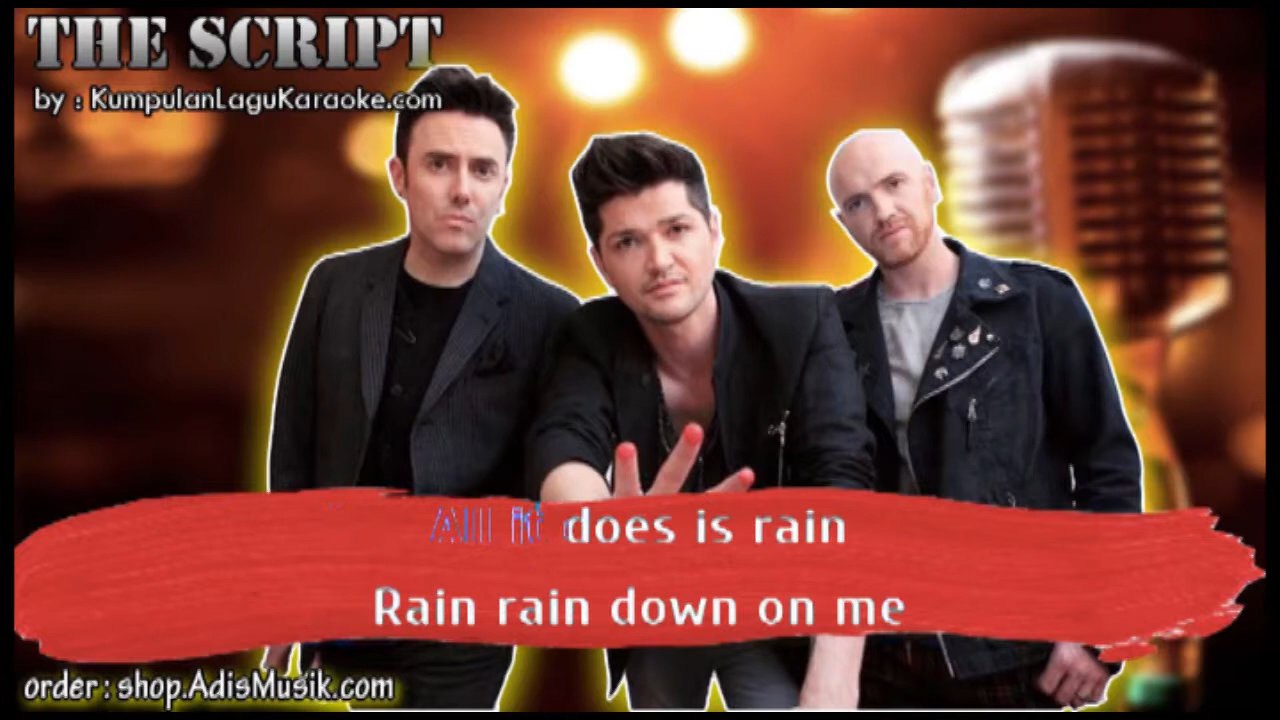 THE SCRIPT
by : KumpulanLaguKaraoke.com
All it does is rain
Rain rain down on me
order : shop.AdisMusik.com